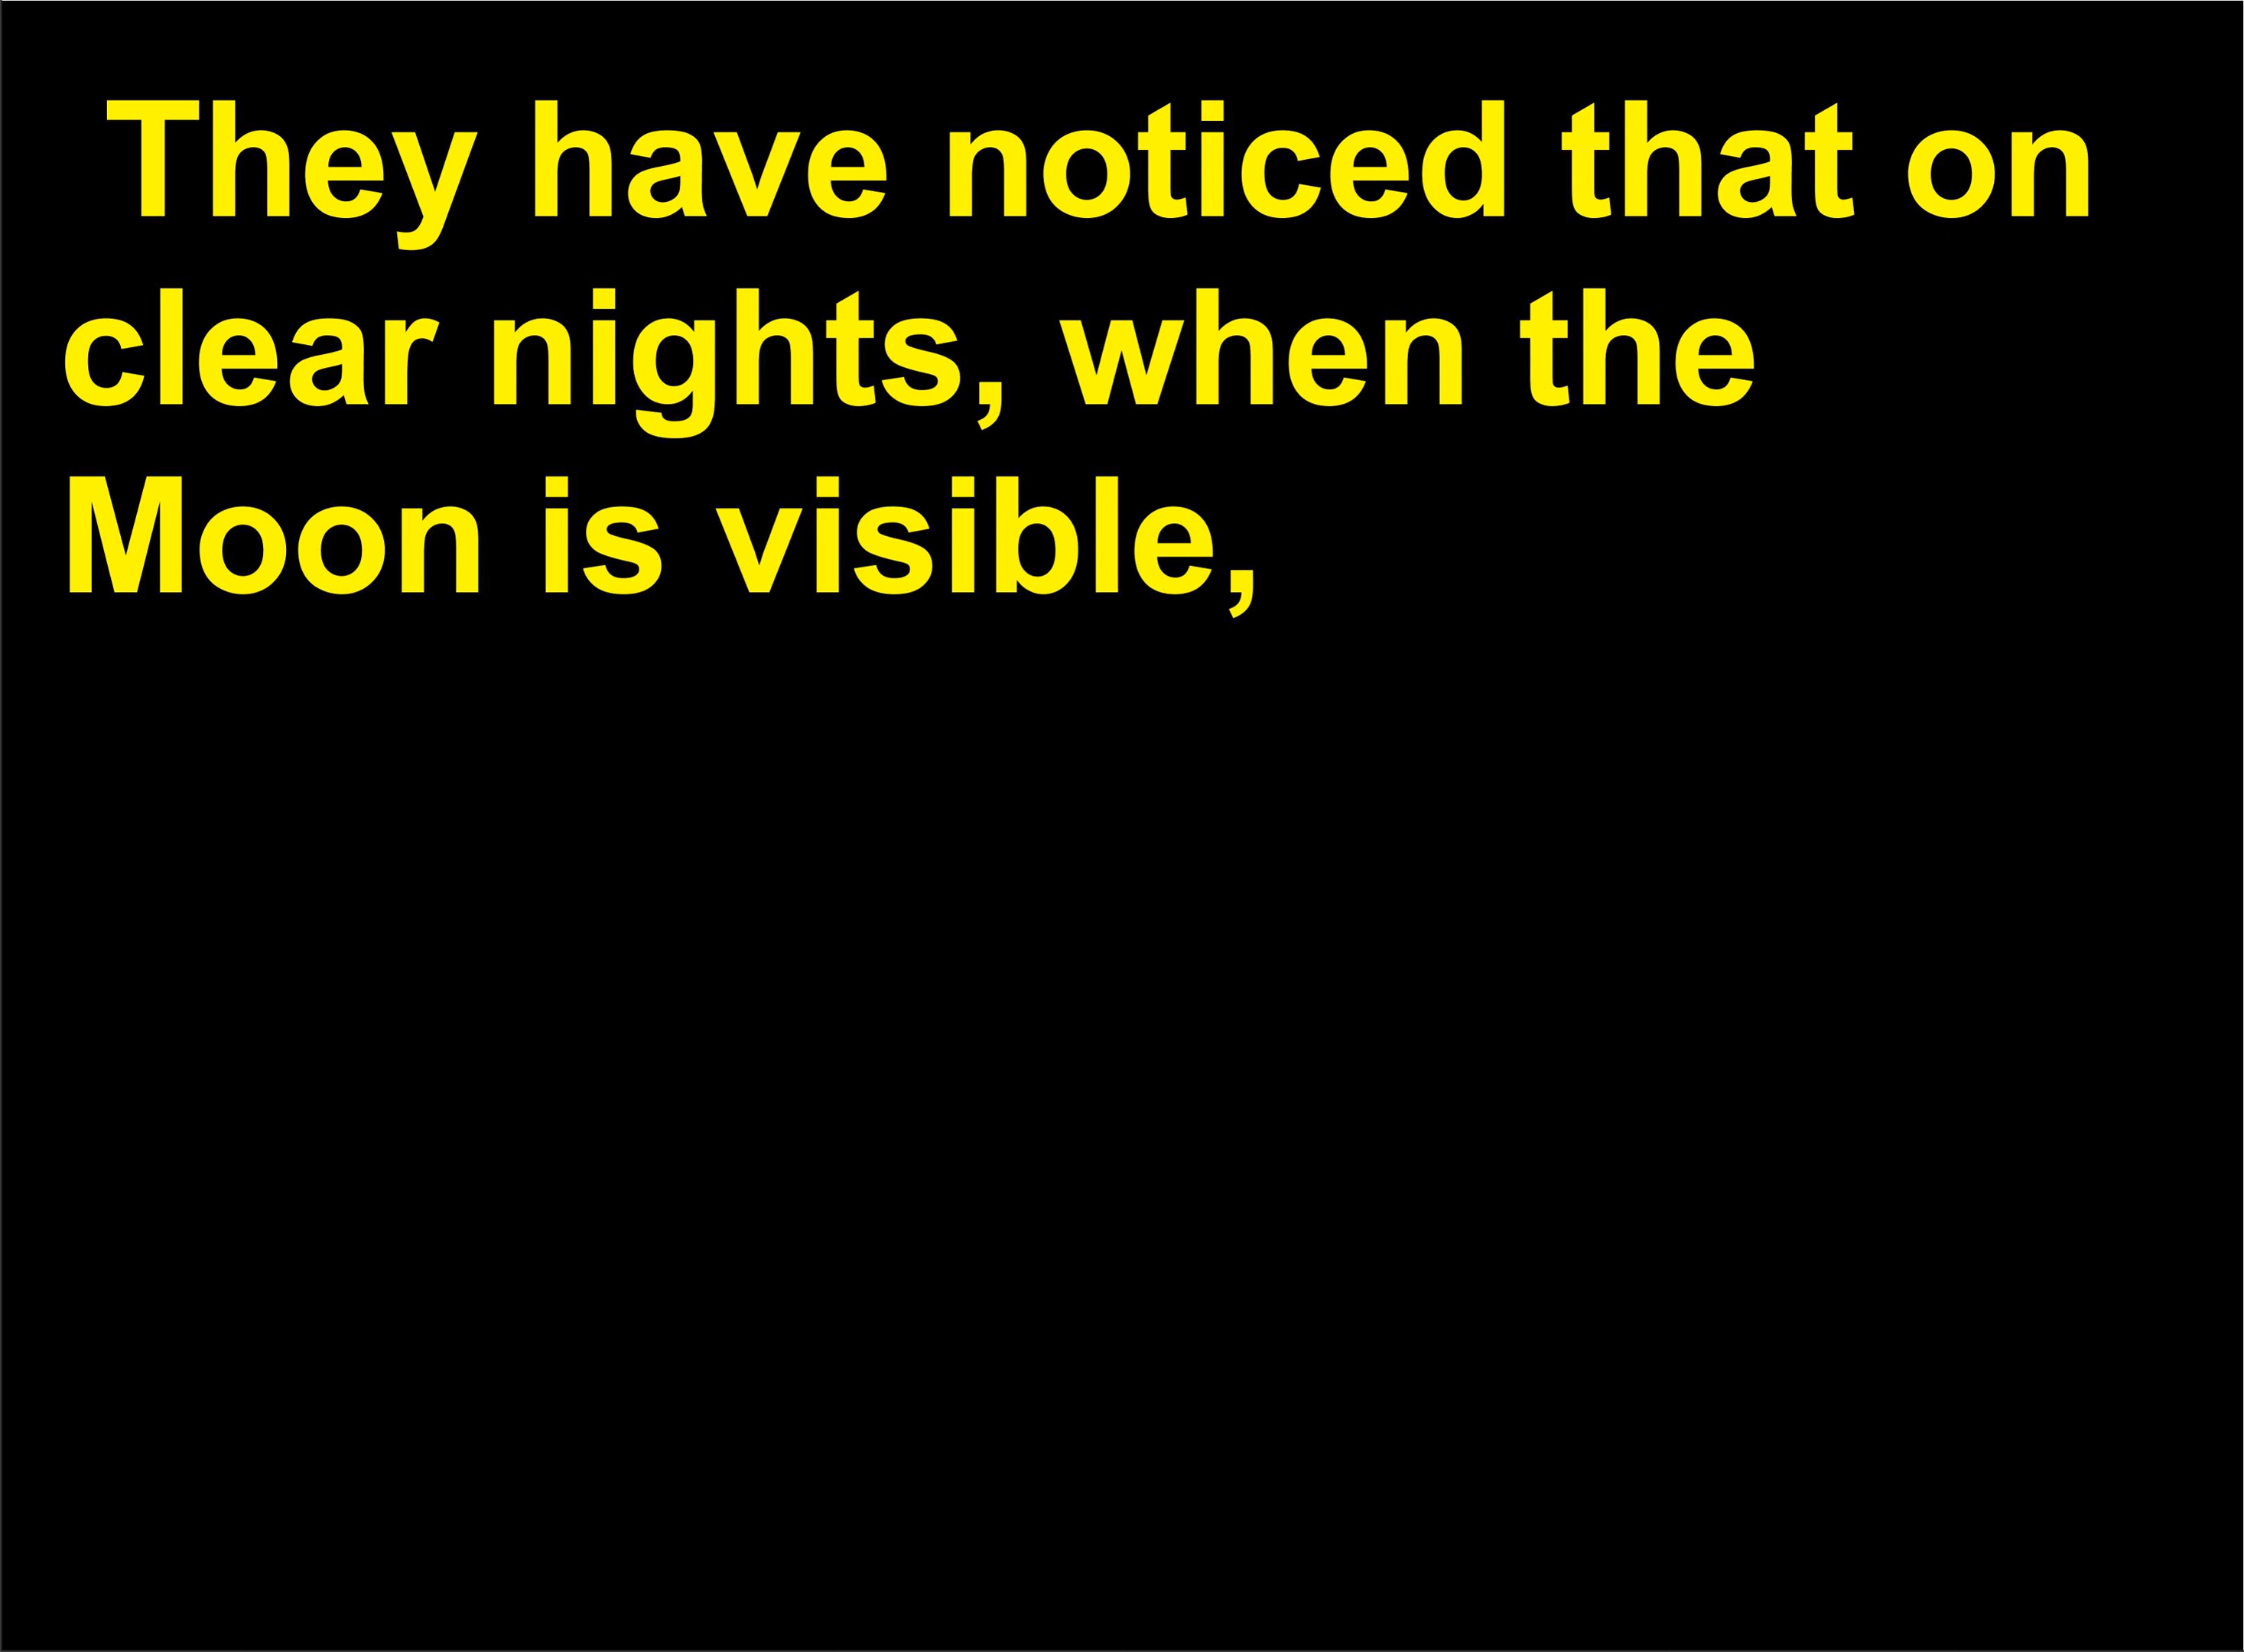 They have noticed that on
clear nights, when the
Moon is visible,